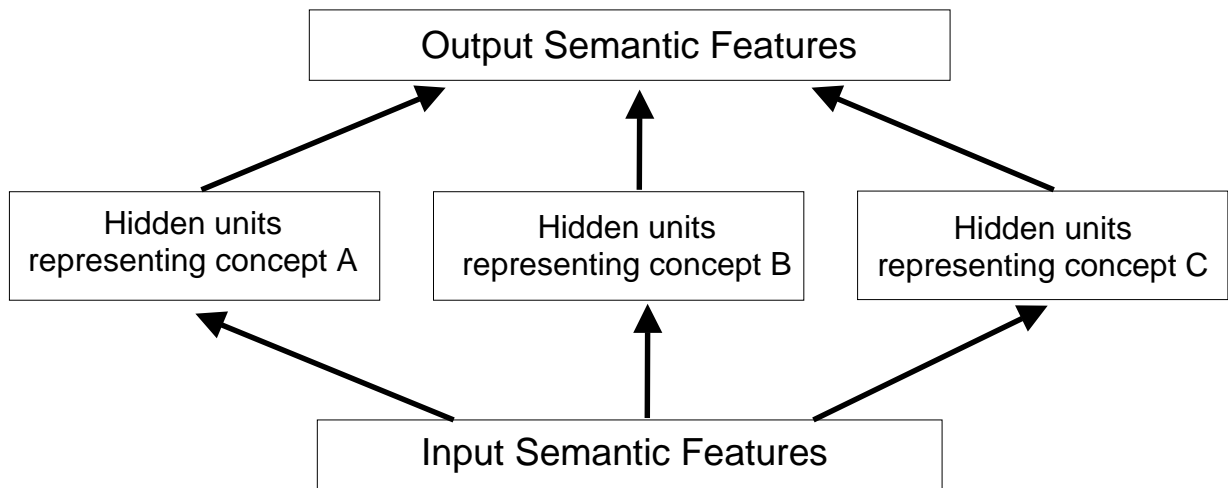 Output Semantic Features
Hidden units
representing concept A
Hidden units
representing concept B
Hidden units
representing concept C
Input Semantic Features